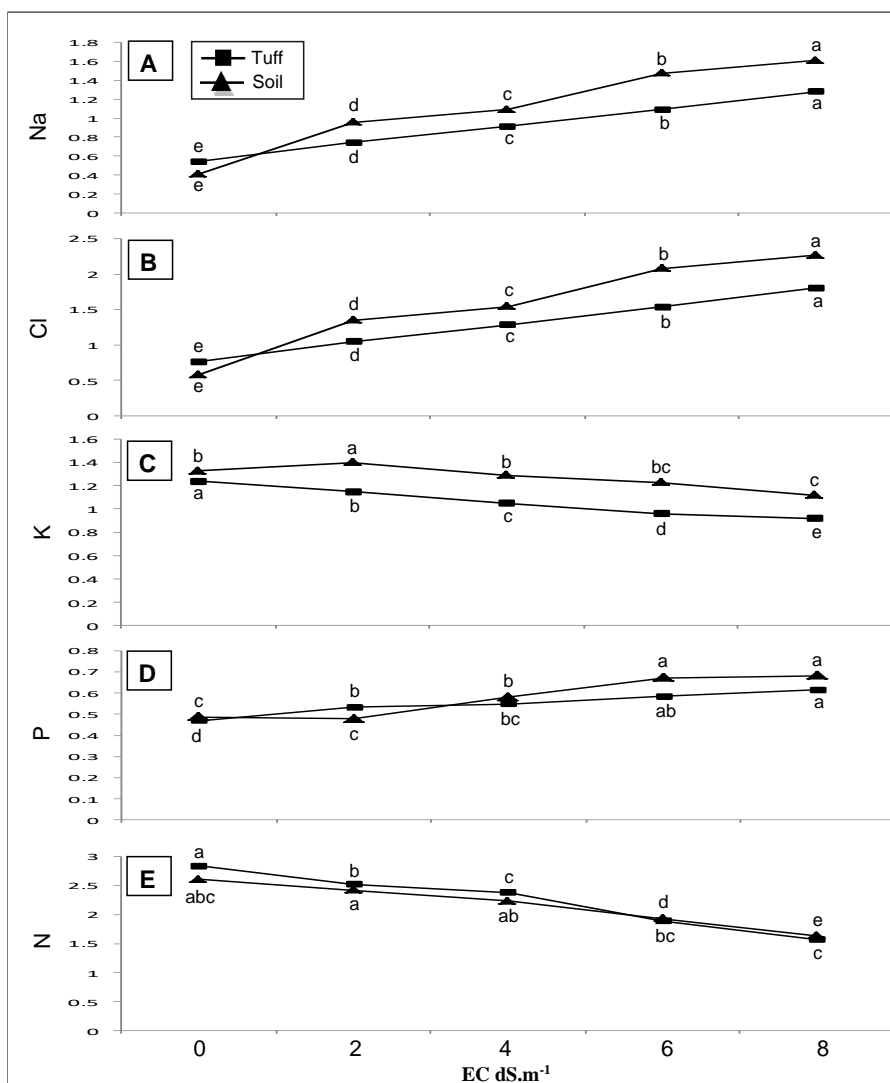 1.8
A
Tuff
Soil
a
b
1.6
1.4
a
1.2
d
c
b
1
0.8
c
0.6
e
d
0.4
e
0.2
0
Na
2.5
B
a
b
2
d
c
a
1.5
b
e
c
1
d
0.5
e
0
Cl
1.6
C
b
a
b
bc
c
1.4
1.2
a
b
c
d
e
1
0.8
0.6
0.4
0.2
0
K
0.8
D
a
a
0.7
b
b
0.6
c
0.5
d
c
bc
ab
a
0.4
0.3
0.2
0.1
0
P
3
E
a
b
c
2.5
abc
a
ab
d
e
2
bc
c
1.5
1
0.5
0
N
0 2 4 6 8
EC dS.m-1